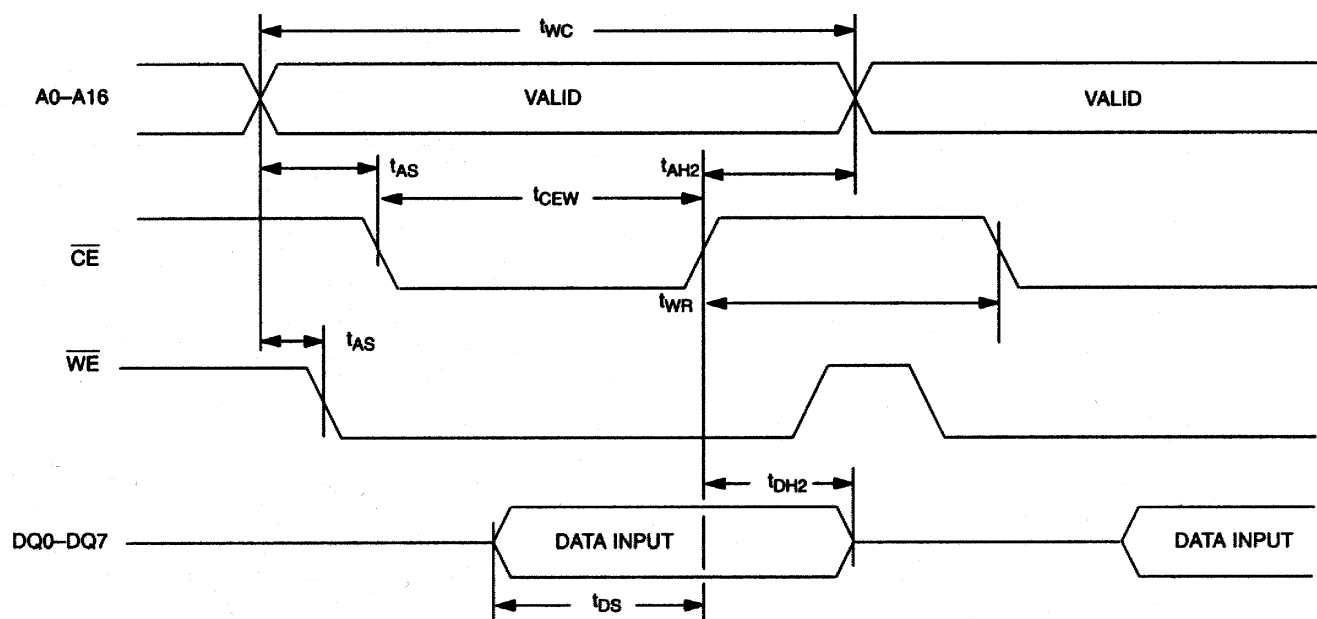 tWC
A0–A16 VALID VALID
tAS tAH2
tCEW
CE
tWR
tAS
WE
tDH2
DQ0–DQ7 DATA INPUT DATA INPUT
tDS